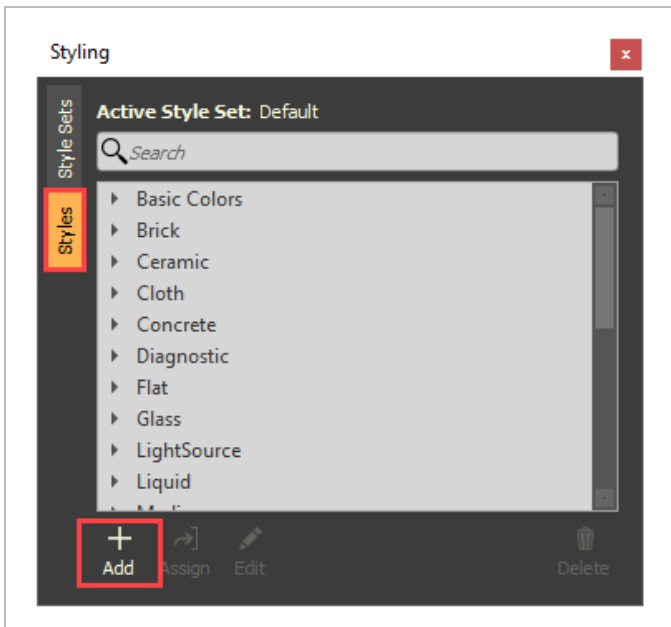 Styling
x
Style Sets
Styles
Active Style Set: Default
Search
Basic Colors
Brick
Ceramic
Cloth
Concrete
Diagnostic
Flat
Glass
LightSource
Liquid
Add Assign Edit Delete